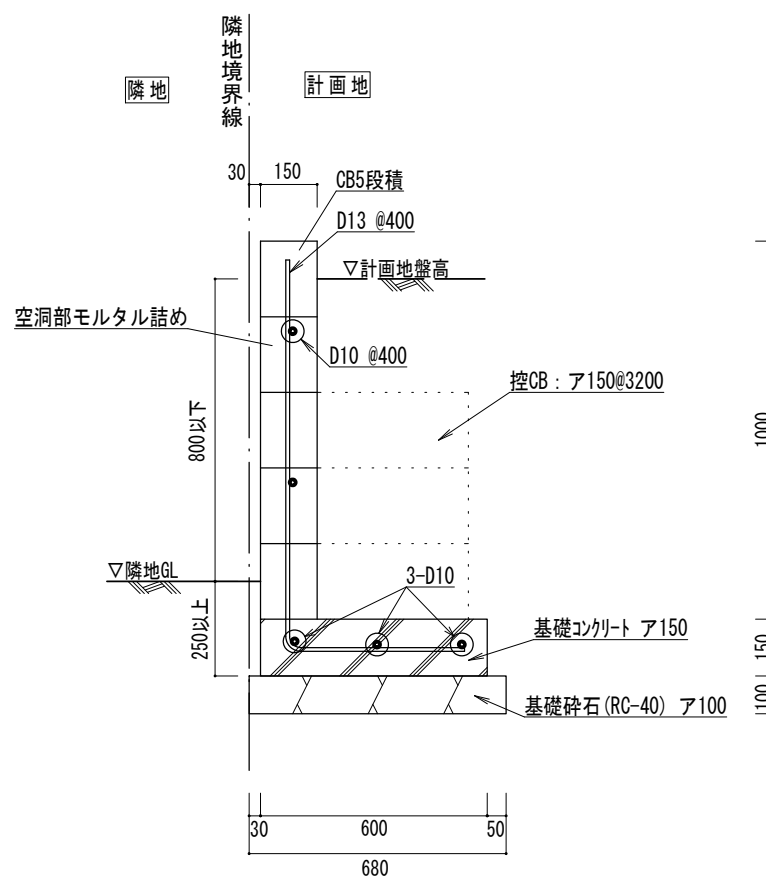 隣地境界線
隣地
計画地
30
150
CB5段積
D13 @400
▽計画地盤高
空洞部モルタル詰め
D10 @400
控CB：ア150@3200
800以下
1000
▽隣地GL
3-D10
250以上
基礎コンクリート ア150
150
基礎砕石(RC-40) ア100
100
30
600
50
680